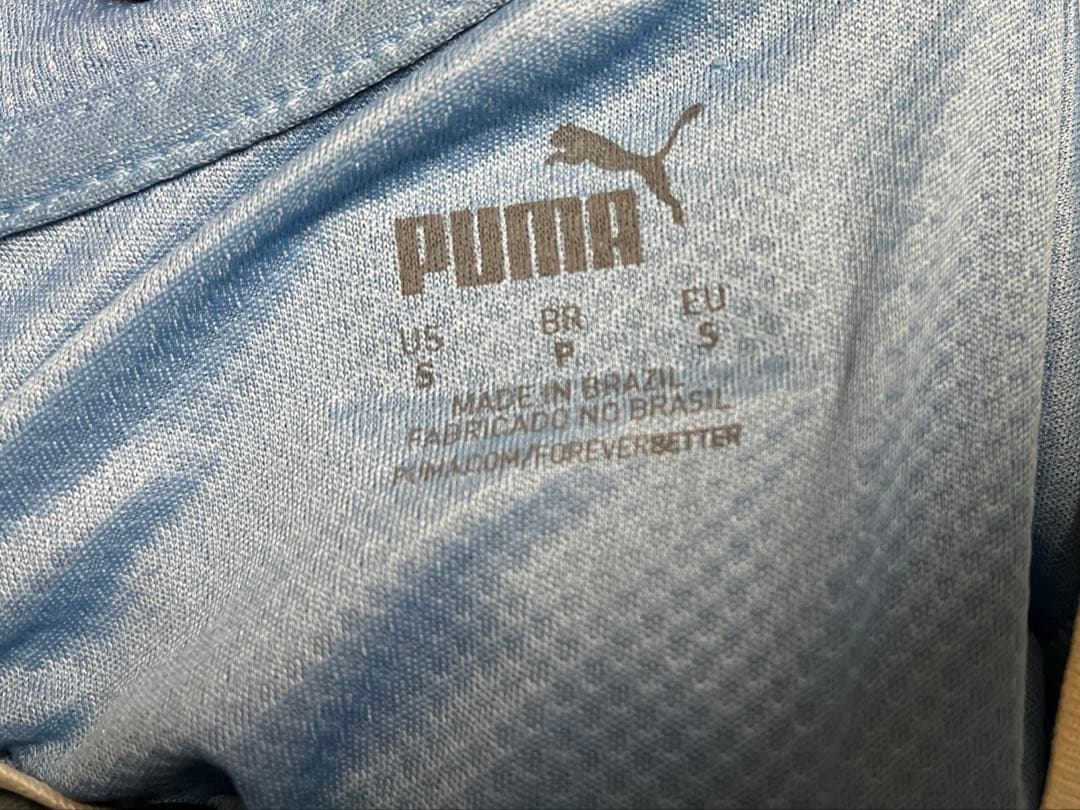 PUMA
US BR EU
S P S
MADE IN BRAZIL
FABRICADO NO BRASIL
PUMA.COM/FOREVERBETTER